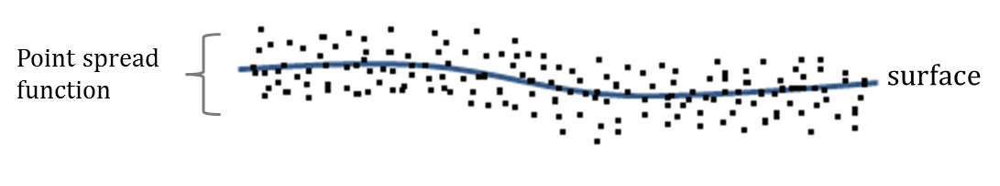 Point spread
function
surface